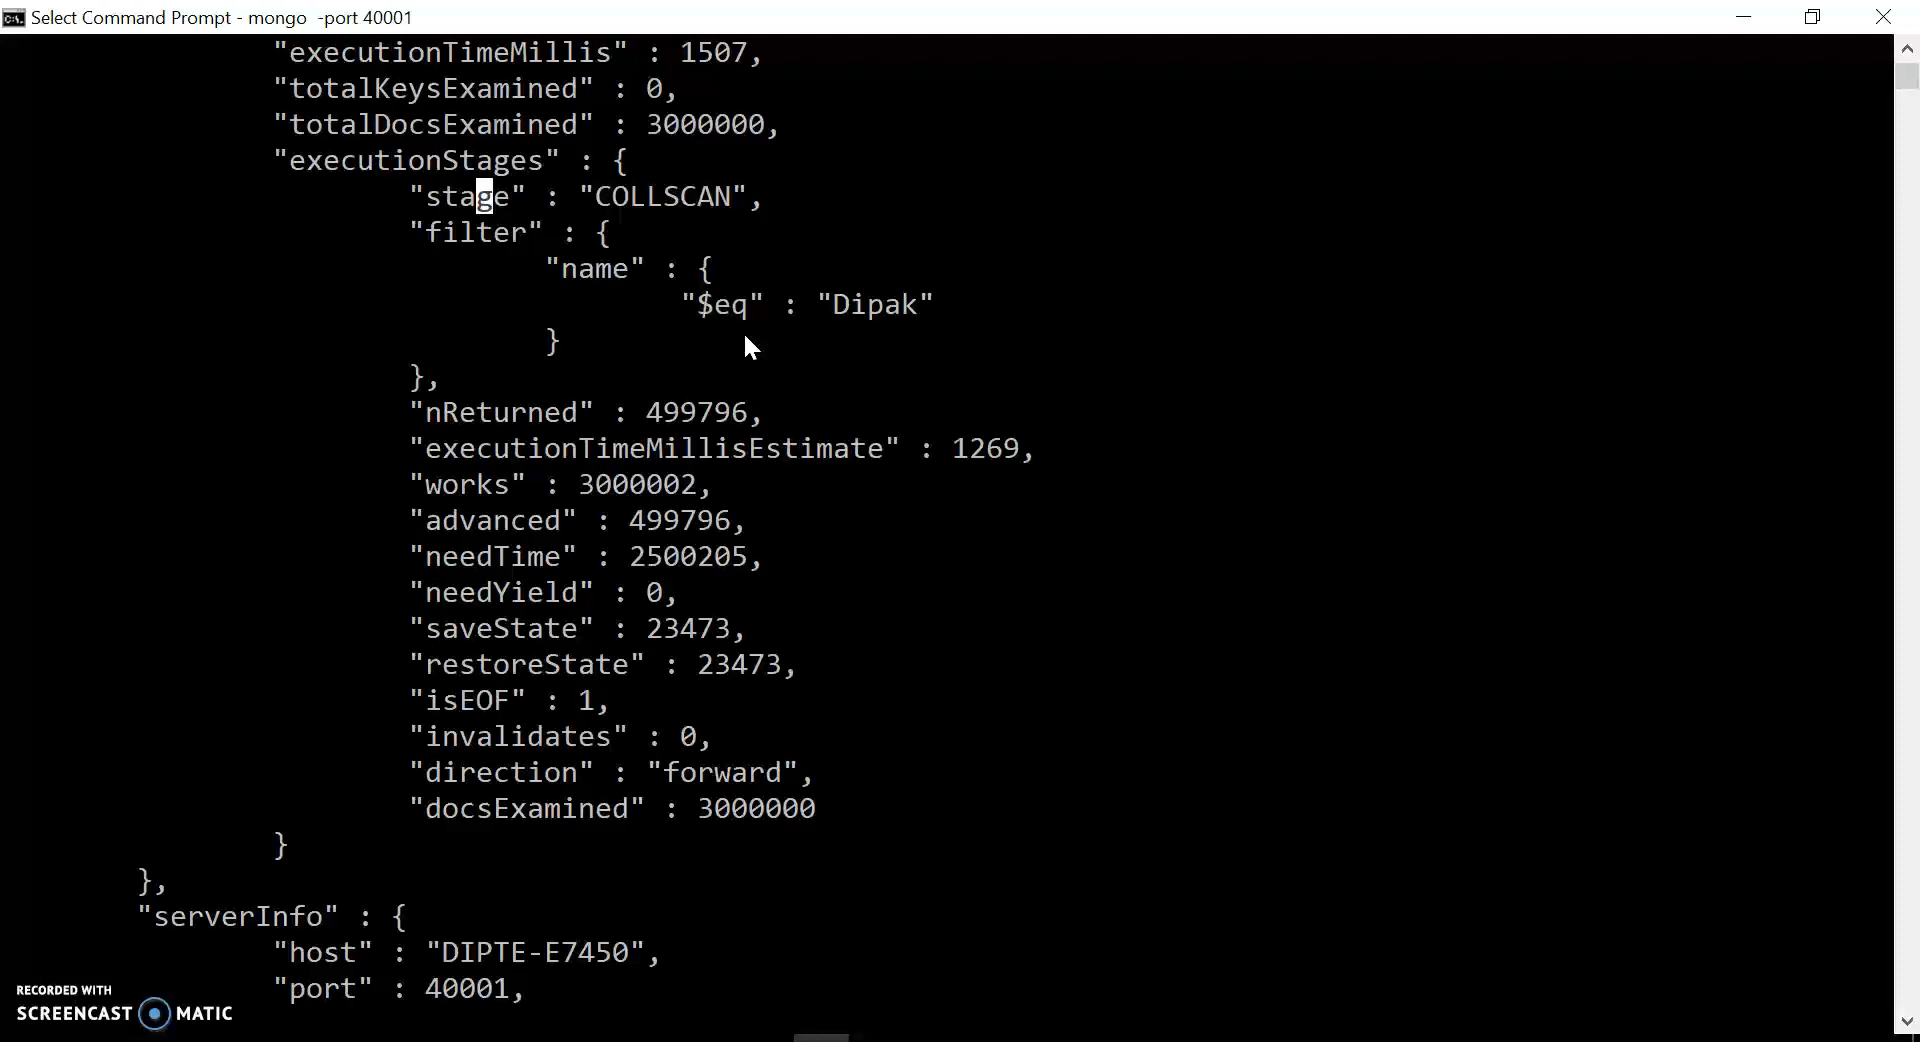 Select Command Prompt - mongo  -port 40001
"executionTimeMillis" : 1507,
"totalKeysExamined" : 0,
"totalDocsExamined" : 3000000,
"executionStages" : {
"stage" : "COLLSCAN",
"filter" : {
"name" : {
"$eq" : "Dipak"
}
},
"nReturned" : 499796,
"executionTimeMillisEstimate" : 1269,
"works" : 3000002,
"advanced" : 499796,
"needTime" : 2500205,
"needYield" : 0,
"saveState" : 23473,
"restoreState" : 23473,
"isEOF" : 1,
"invalidates" : 0,
"direction" : "forward",
"docsExamined" : 3000000
}
},
"serverInfo" : {
"host" : "DIPTE-E7450",
"port" : 40001,
RECORDED WITH
SCREENCAST MATIC